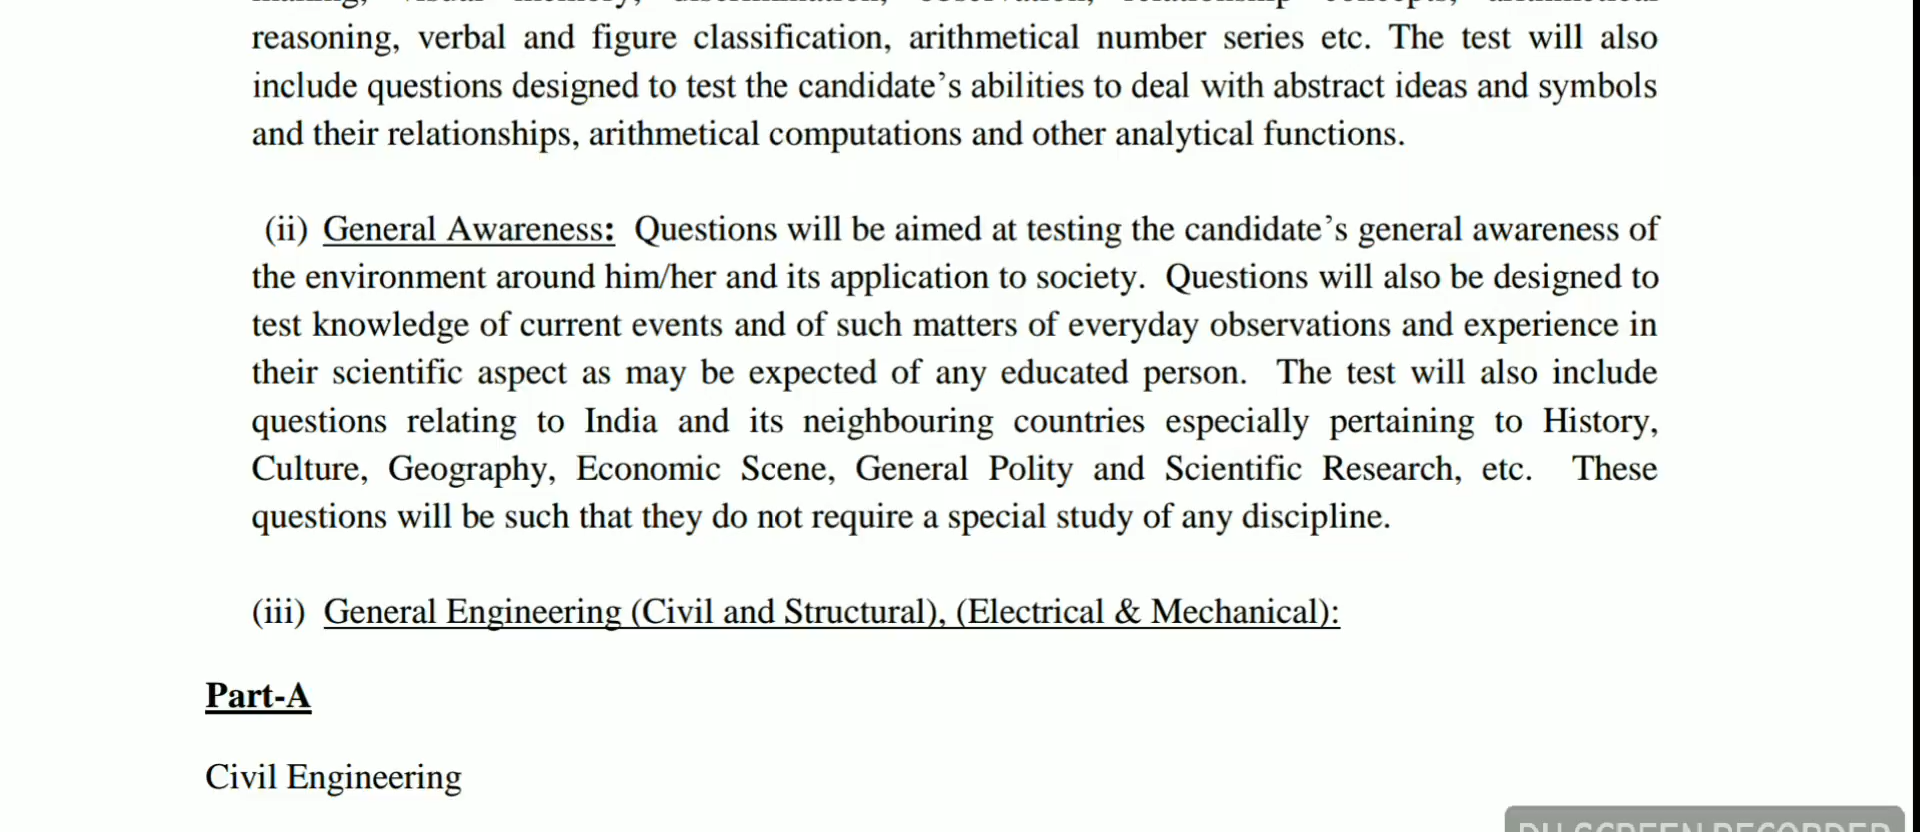 reasoning, verbal and figure classification, arithmetical number series etc. The test will also
include questions designed to test the candidate’s abilities to deal with abstract ideas and symbols
and their relationships, arithmetical computations and other analytical functions.
(ii) General Awareness: Questions will be aimed at testing the candidate’s general awareness of
the environment around him/her and its application to society. Questions will also be designed to
test knowledge of current events and of such matters of everyday observations and experience in
their scientific aspect as may be expected of any educated person. The test will also include
questions relating to India and its neighbouring countries especially pertaining to History,
Culture, Geography, Economic Scene, General Polity and Scientific Research, etc. These
questions will be such that they do not require a special study of any discipline.
(iii) General Engineering (Civil and Structural), (Electrical & Mechanical):
Part-A
Civil Engineering